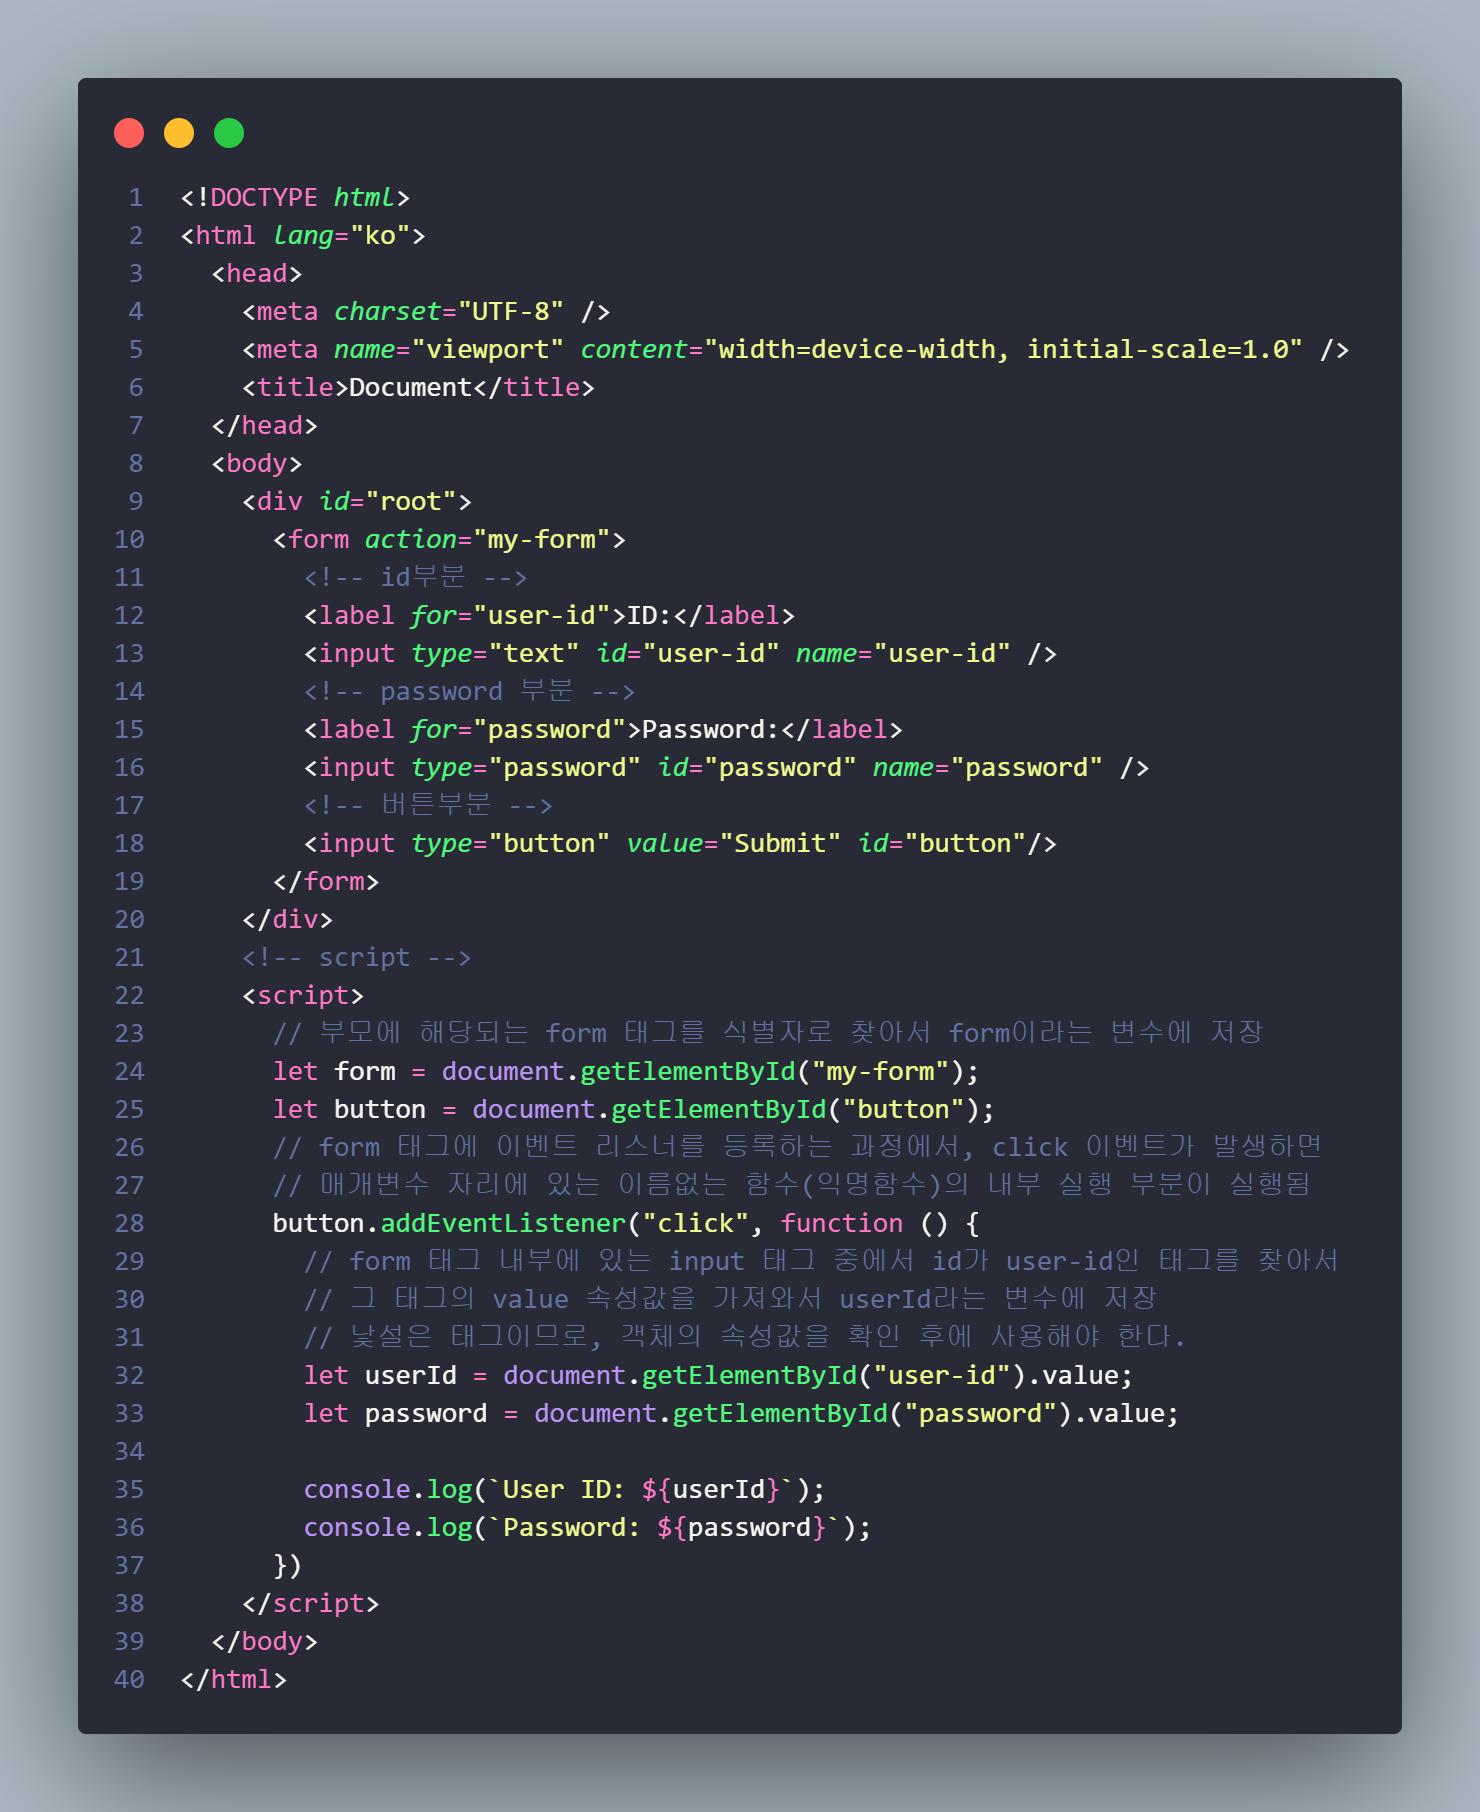 1 <!DOCTYPE html>
2 <html lang="ko">
3   <head>
4     <meta charset="UTF-8" />
5     <meta name="viewport" content="width=device-width, initial-scale=1.0" />
6     <title>Document</title>
7   </head>
8   <body>
9     <div id="root">
10       <form action="my-form">
11         <!-- id부분 -->
12         <label for="user-id">ID:</label>
13         <input type="text" id="user-id" name="user-id" />
14         <!-- password 부분 -->
15         <label for="password">Password:</label>
16         <input type="password" id="password" name="password" />
17         <!-- 버튼부분 -->
18         <input type="button" value="Submit" id="button"/>
19       </form>
20     </div>
21     <!-- script -->
22     <script>
23       // 부모에 해당되는 form 태그를 식별자로 찾아서 form이라는 변수에 저장
24       let form = document.getElementById("my-form");
25       let button = document.getElementById("button");
26       // form 태그에 이벤트 리스너를 등록하는 과정에서, click 이벤트가 발생하면
27       // 매개변수 자리에 있는 이름없는 함수(익명함수)의 내부 실행 부분이 실행됨
28       button.addEventListener("click", function () {
29         // form 태그 내부에 있는 input 태그 중에서 id가 user-id인 태그를 찾아서
30         // 그 태그의 value 속성값을 가져와서 userId라는 변수에 저장
31         // 낯설은 태그이므로, 객체의 속성값을 확인 후에 사용해야 한다.
32         let userId = document.getElementById("user-id").value;
33         let password = document.getElementById("password").value;
34
35         console.log(`User ID: ${userId}`);
36         console.log(`Password: ${password}`);
37       })
38     </script>
39   </body>
40 </html>